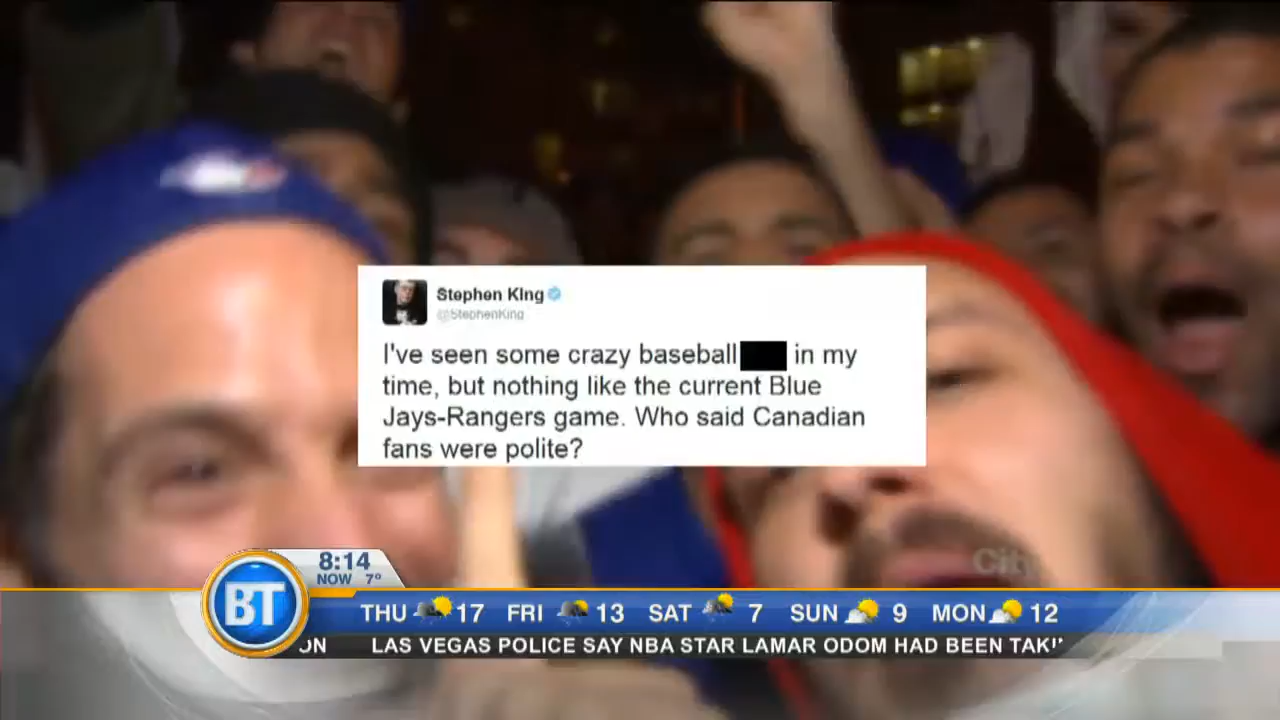 Stephen King
@StephenKing
I've seen some crazy baseball in my
time, but nothing like the current Blue
Jays-Rangers game. Who said Canadian
fans were polite?
8:14
NOW 7°
BT
THU 17 FRI 13 SAT 7 SUN 9 MON 12
ON LAS VEGAS POLICE SAY NBA STAR LAMAR ODOM HAD BEEN